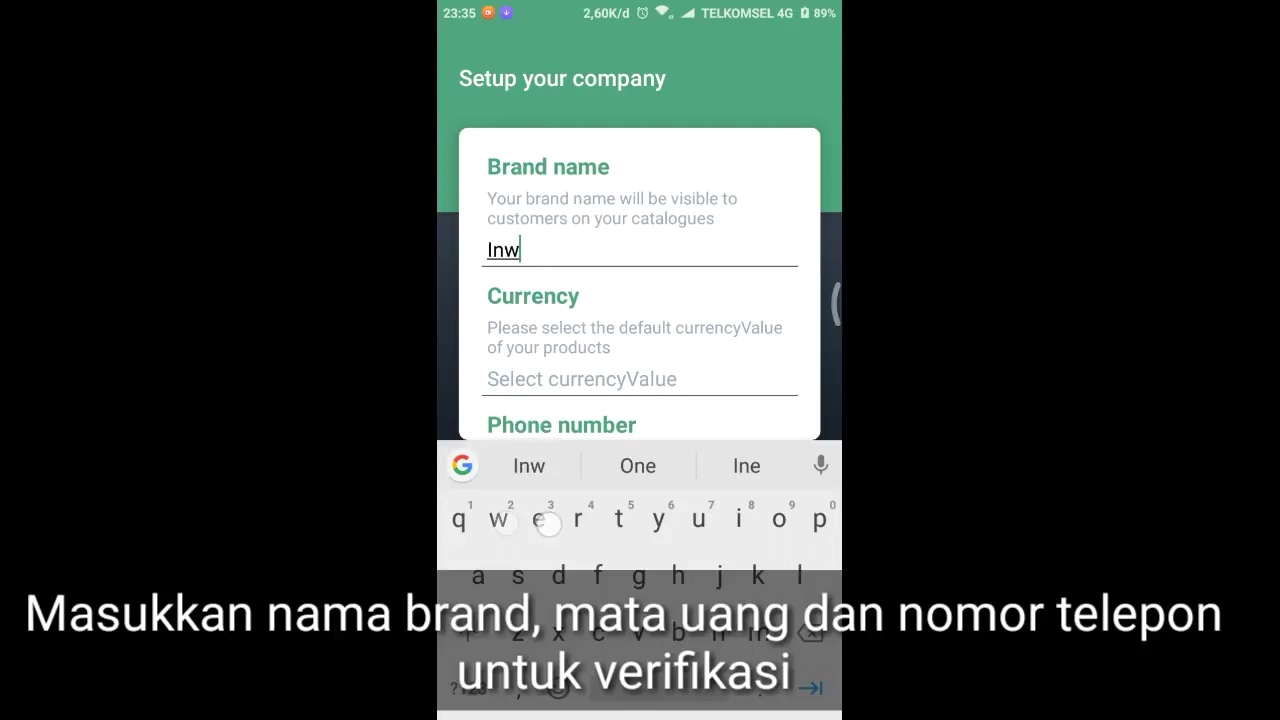 23:35 2,60K/d TELKOMSEL 4G 89%
Setup your company
Brand name
Your brand name will be visible to
customers on your catalogues
Inw
Currency
Please select the default currencyValue
of your products
Select currencyValue
Phone number
Inw One Ine
1 2 3 4 5 6 7 8 9 0
q w e r t y u i o p
a s d f g h j k l
z x c v b n m
Masukkan nama brand, mata uang dan nomor telepon
untuk verifikasi
?123 , .